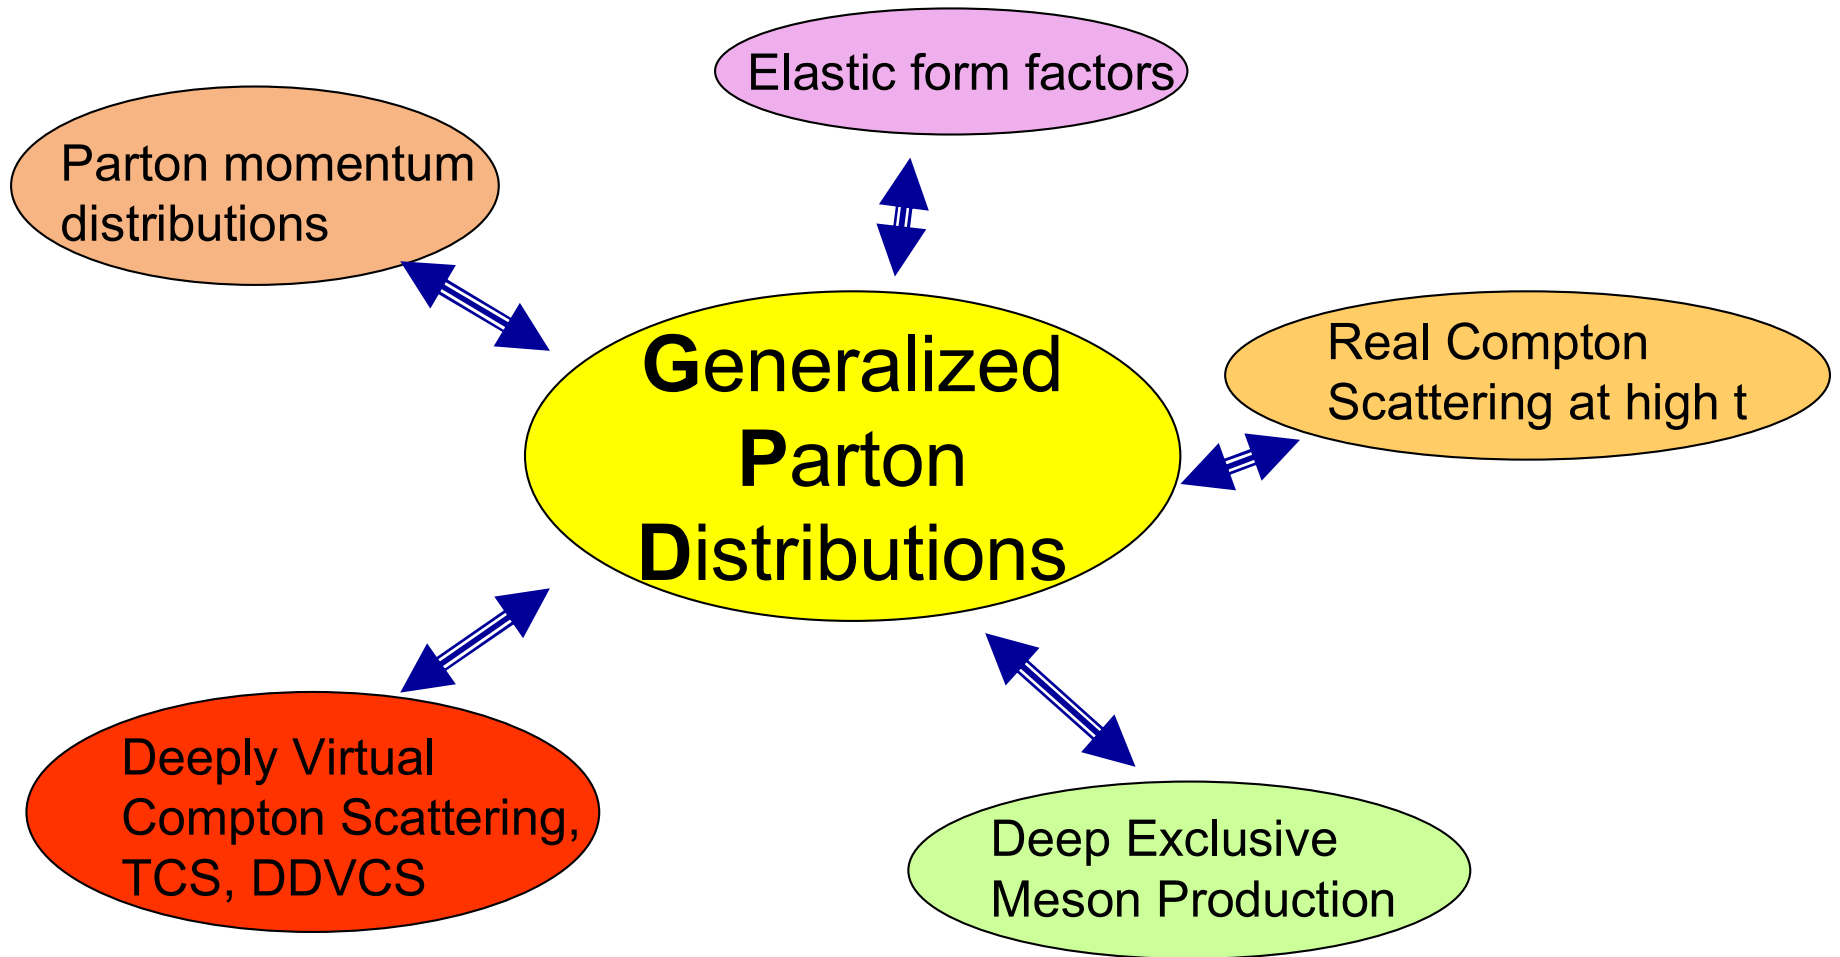 Elastic form factors
Parton momentum
distributions
Generalized
Parton
Distributions
Real Compton
Scattering at high t
Deeply Virtual
Compton Scattering,
TCS, DDVCS
Deep Exclusive
Meson Production